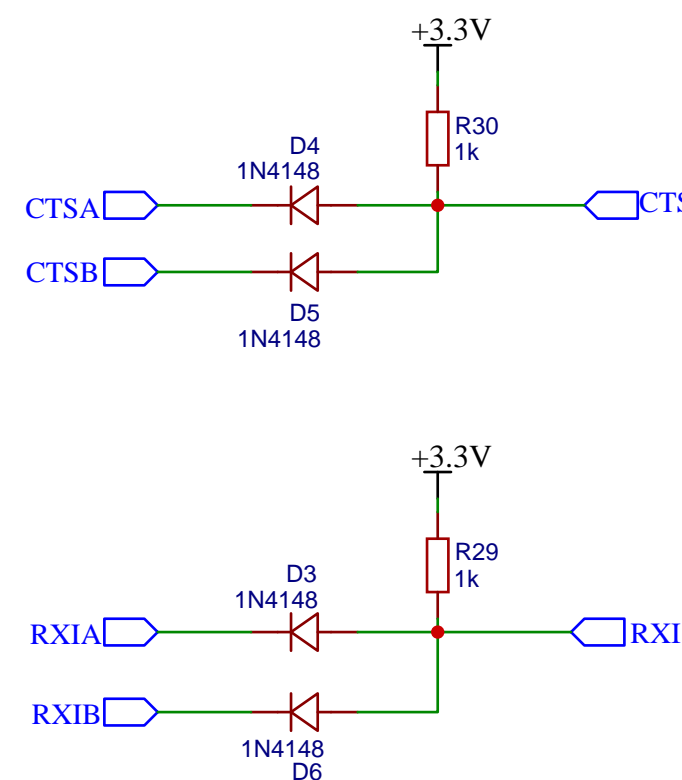 +3.3V
R30
1k
D4
1N4148
CTSA
CTS
CTSB
D5
1N4148
+3.3V
R29
1k
D3
1N4148
RXIA
RXI
RXIB
1N4148
D6